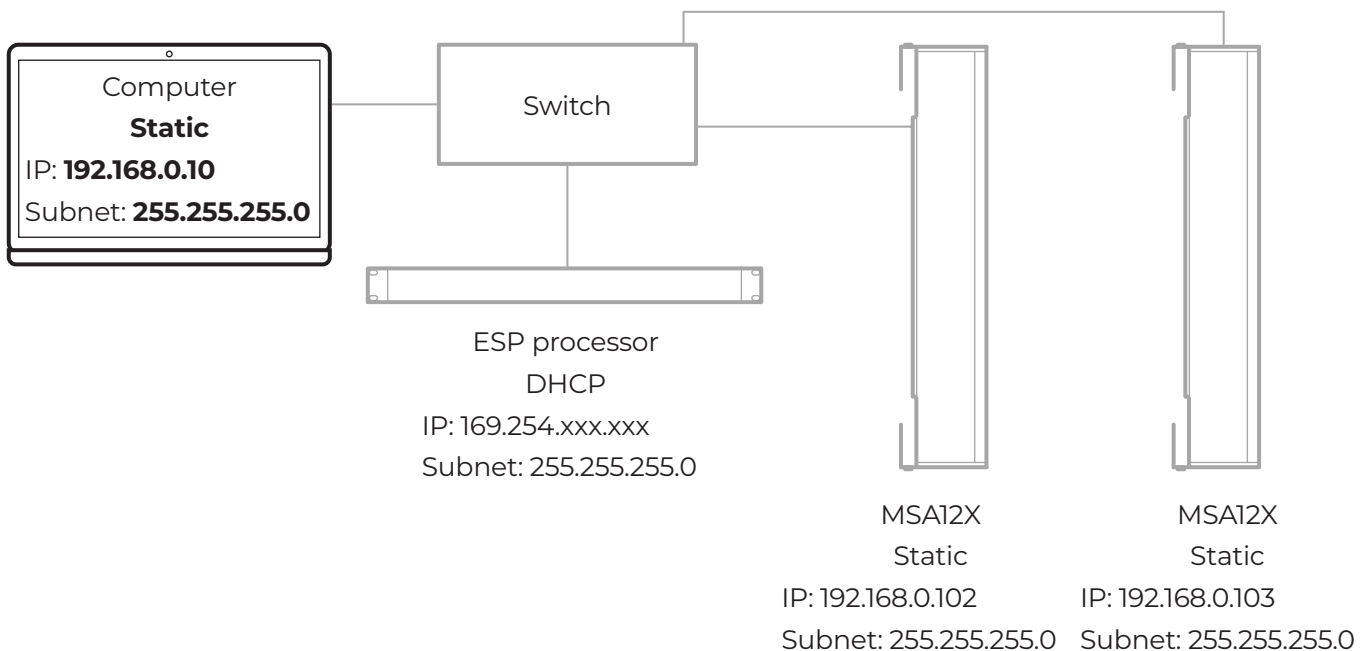 Computer
Static
IP: 192.168.0.10
Subnet: 255.255.255.0
Switch
ESP processor
DHCP
IP: 169.254.xxx.xxx
Subnet: 255.255.255.0
MSA12X
Static
IP: 192.168.0.102
Subnet: 255.255.255.0
MSA12X
Static
IP: 192.168.0.103
Subnet: 255.255.255.0